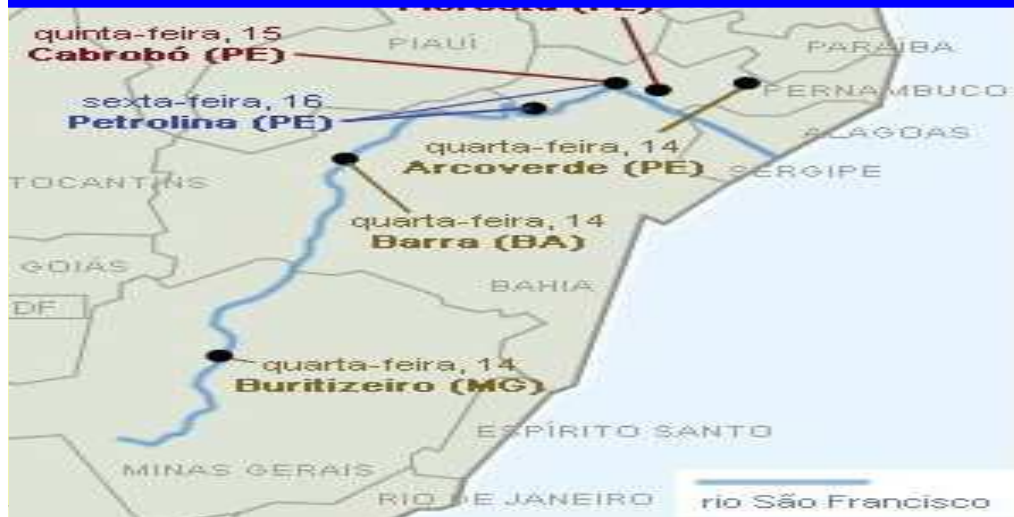 quinta-feira, 15
Cabrobó (PE)
PIAUÍ
PARAÍBA
sexta-feira, 16
Petrolina (PE)
PERNAMBUCO
ALAGOAS
quarta-feira, 14
Arcoverde (PE)
SERGIPE
TOCANTINS
quarta-feira, 14
Barra (BA)
GOIÁS
BAHIA
DF
quarta-feira, 14
Buritizeiro (MG)
ESPÍRITO SANTO
MINAS GERAIS
RIO DE JANEIRO
rio São Francisco